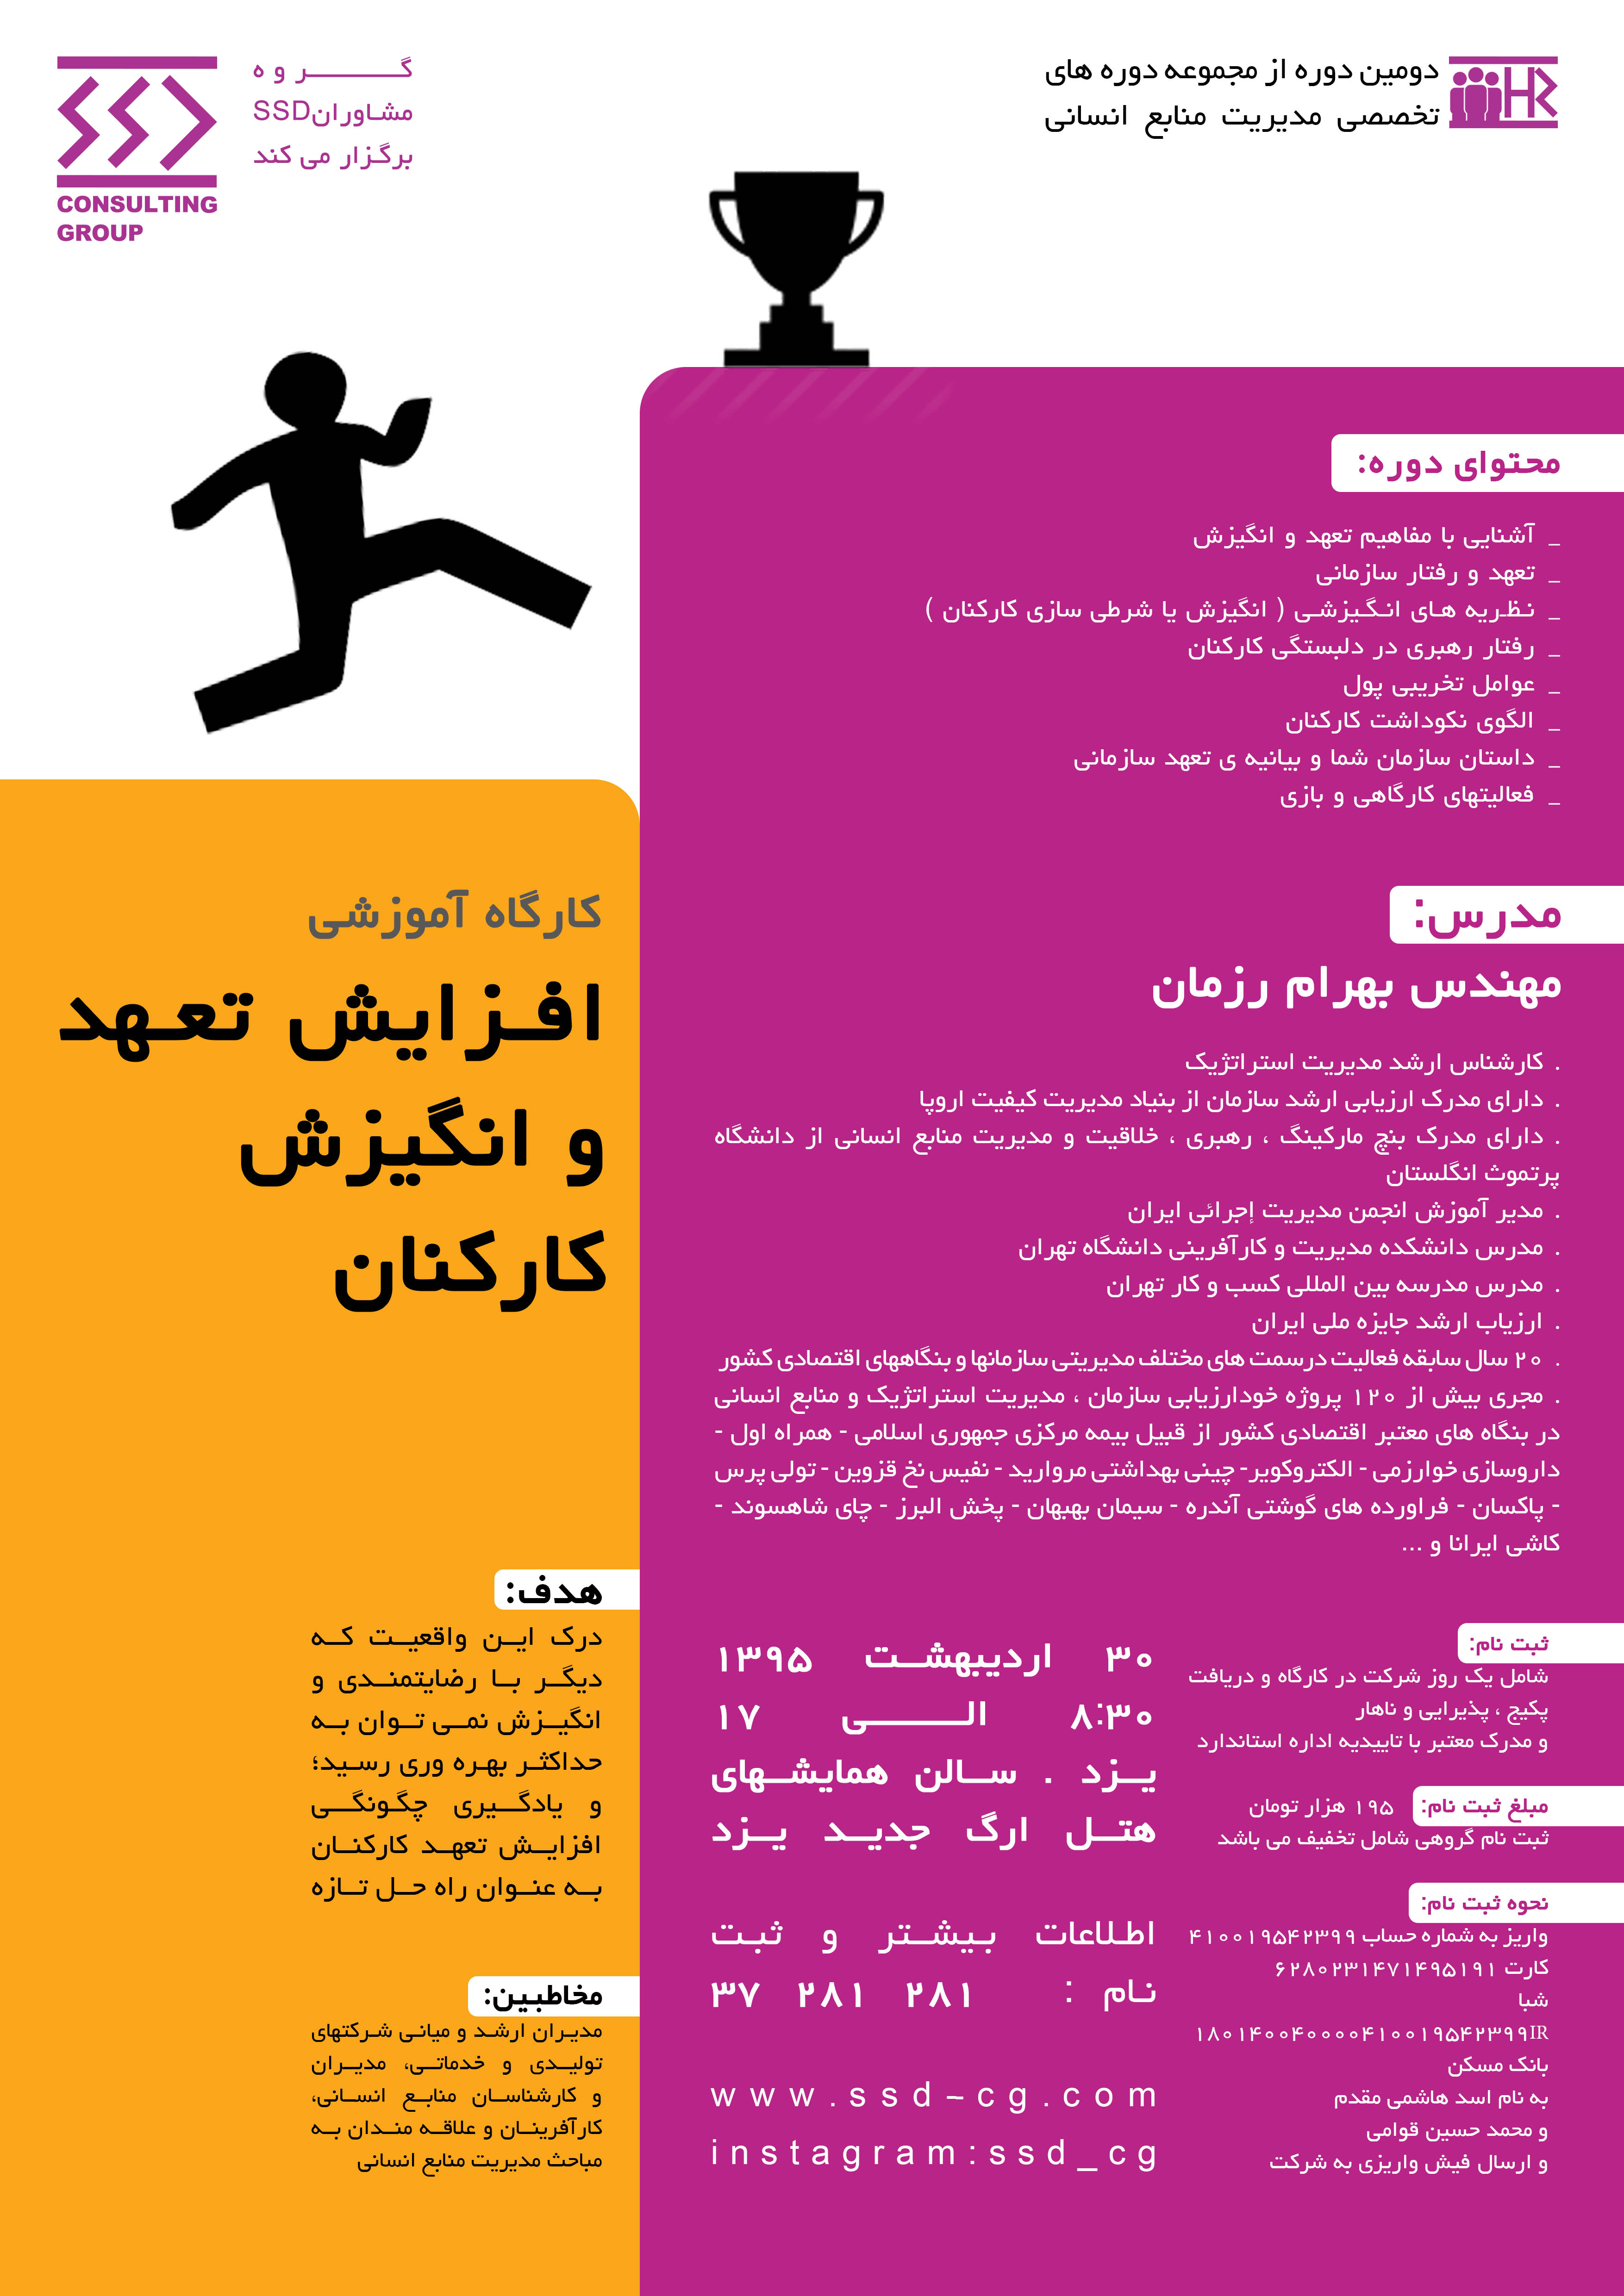 دومین دوره از مجموعه دوره های
تخصصی مدیریت منابع انسانی
HR
گروه
مشاوران SSD
برگزار می کند
SSD
CONSULTING
GROUP
محتوای دوره:
_ آشنایی با مفاهیم تعهد و انگیزش
_ تعهد و رفتار سازمانی
_ نظریه های انگیزشی ( انگیزش یا شرطی سازی کارکنان )
_ رفتار رهبری در دلبستگی کارکنان
_ عوامل تخریبی پول
_ الگوی نکوداشت کارکنان
_ داستان سازمان شما و بیانیه ی تعهد سازمانی
_ فعالیتهای کارگاهی و بازی
مدرس:
مهندس بهرام رزمان
. کارشناس ارشد مدیریت استراتژیک
. دارای مدرک ارزیابی ارشد سازمان از بنیاد مدیریت کیفیت اروپا
. دارای مدرک بنچ مارکینگ ، رهبری ، خلاقیت و مدیریت منابع انسانی از دانشگاه
پرتموث انگلستان
. مدیر آموزش انجمن مدیریت إجرائی ایران
. مدرس دانشکده مدیریت و کارآفرینی دانشگاه تهران
. مدرس مدرسه بین المللی کسب و کار تهران
. ارزیاب ارشد جایزه ملی ایران
. ۲۰ سال سابقه فعالیت درسمت های مختلف مدیریتی سازمانها و بنگاههای اقتصادی کشور
. مجری بیش از ۱۲۰ پروژه خودارزیابی سازمان ، مدیریت استراتژیک و منابع انسانی
در بنگاه های معتبر اقتصادی کشور از قبیل بیمه مرکزی جمهوری اسلامی - همراه اول -
داروسازی خوارزمی - الکتروکویر- چینی بهداشتی مروارید - نفیس نخ قزوین - تولی پرس
- پاکسان - فراورده های گوشتی آندره - سیمان بهبهان - پخش البرز - چای شاهسوند -
کاشی ایرانا و ...
کارگاه آموزشی
افزایش تعهد
و انگیزش
کارکنان
هدف:
درک این واقعیت که
دیگر با رضایتمندی و
انگیزش نمی توان به
حداکثر بهره وری رسید؛
و یادگیری چگونگی
افزایش تعهد کارکنان
به عنوان راه حل تازه
مخاطبین:
مدیران ارشد و میانی شرکتهای
تولیدی و خدماتی، مدیران
و کارشناسان منابع انسانی،
کارآفرینان و علاقه مندان به
مباحث مدیریت منابع انسانی
ثبت نام:
شامل یک روز شرکت در کارگاه و دریافت
پکیج ، پذیرایی و ناهار
و مدرک معتبر با تاییدیه اداره استاندارد
مبلغ ثبت نام: ۱۹۵ هزار تومان
ثبت نام گروهی شامل تخفیف می باشد
نحوه ثبت نام:
واریز به شماره حساب ۴۱۰۰۱۹۵۴۲۳۹۹
کارت ۶۲۸۰۲۳۱۴۷۱۴۹۵۱۹۱
شبا
IR۱۸۰۱۴۰۰۴۰۰۰۰۴۱۰۰۱۹۵۴۲۳۹۹
بانک مسکن
به نام اسد هاشمی مقدم
و محمد حسین قوامی
و ارسال فیش واریزی به شرکت
۳۰ اردیبهشت ۱۳۹۵
۸:۳۰ الی ۱۷
یزد . سالن همایشهای
هتل ارگ جدید یزد
اطلاعات بیشتر و ثبت
نام : ۳۷ ۲۸۱ ۲۸۱
www.ssd-cg.com
instagram:ssd_cg